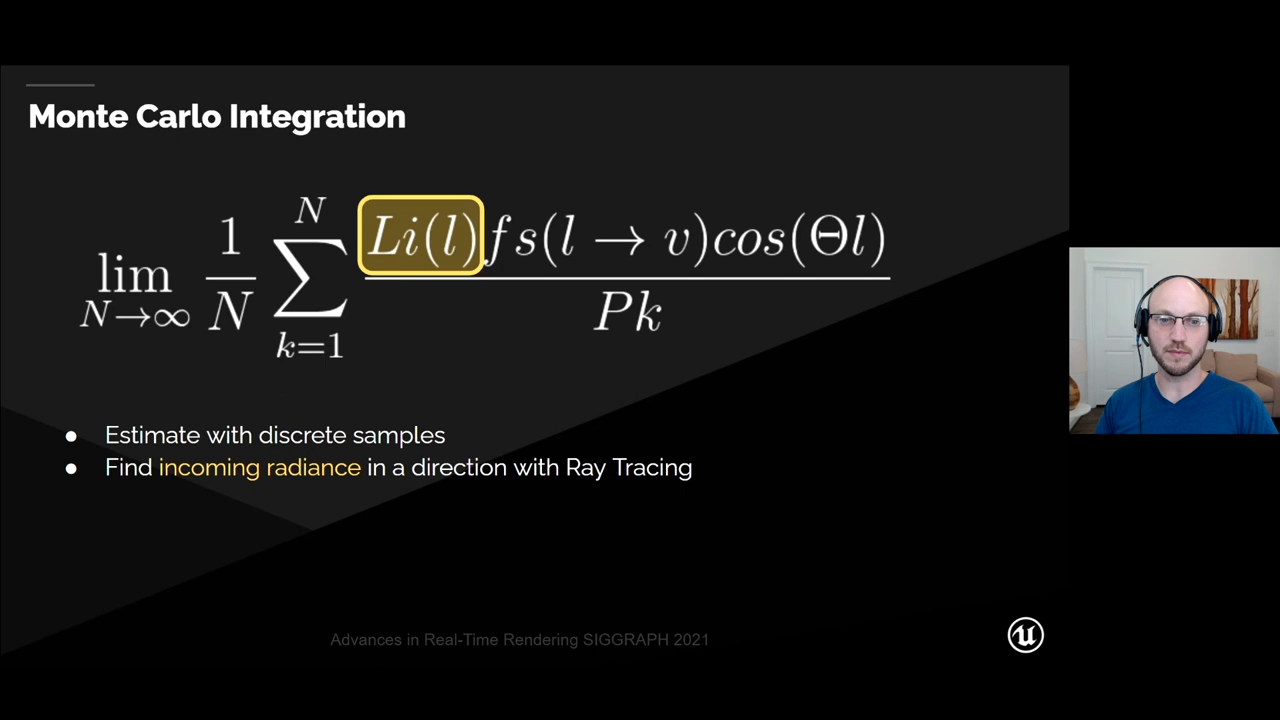 Monte Carlo Integration
lim N→∞ 1/N ∑ k=1 N Li(l)fs(l → v)cos(Θl) / Pk
● Estimate with discrete samples
● Find incoming radiance in a direction with Ray Tracing
Advances in Real-Time Rendering SIGGRAPH 2021